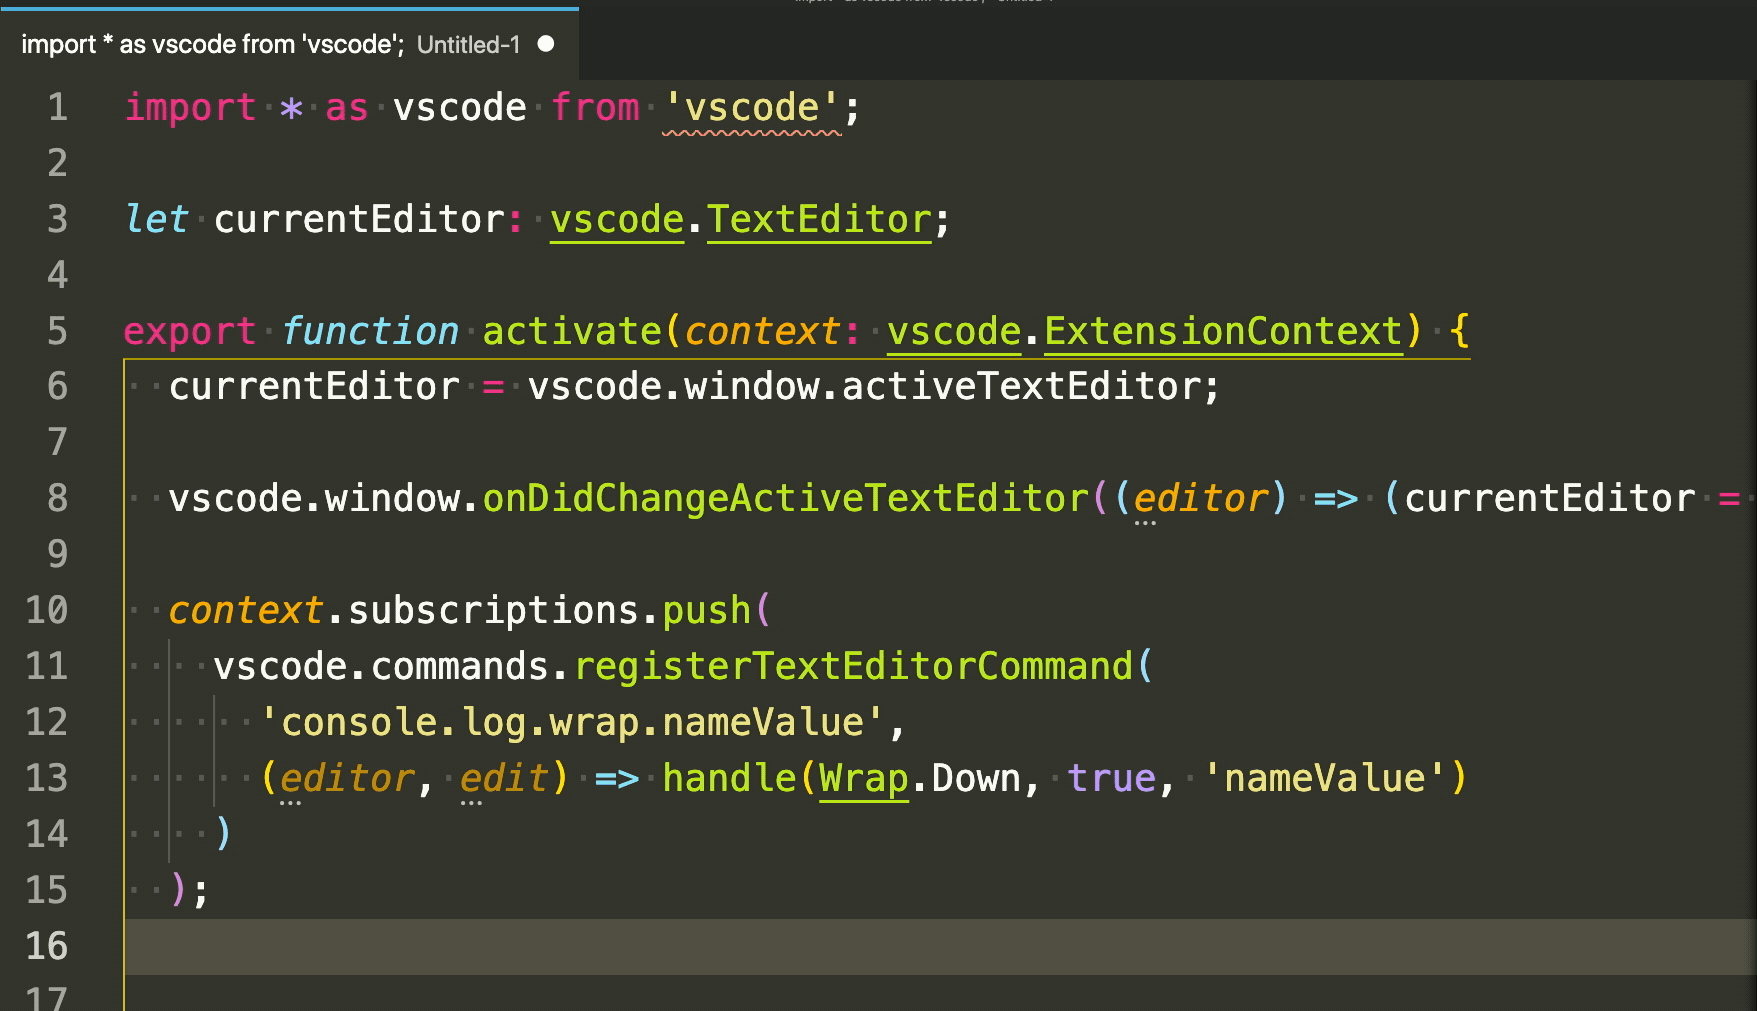 import * as vscode from 'vscode'; Untitled-1
1 import * as vscode from 'vscode';
2
3 let currentEditor: vscode.TextEditor;
4
5 export function activate(context: vscode.ExtensionContext) {
6 currentEditor = vscode.window.activeTextEditor;
7
8 vscode.window.onDidChangeActiveTextEditor((editor) => (currentEditor =
9
10 context.subscriptions.push(
11 vscode.commands.registerTextEditorCommand(
12 'console.log.wrap.nameValue',
13 (editor, edit) => handle(Wrap.Down, true, 'nameValue')
14 )
15 );
16
17